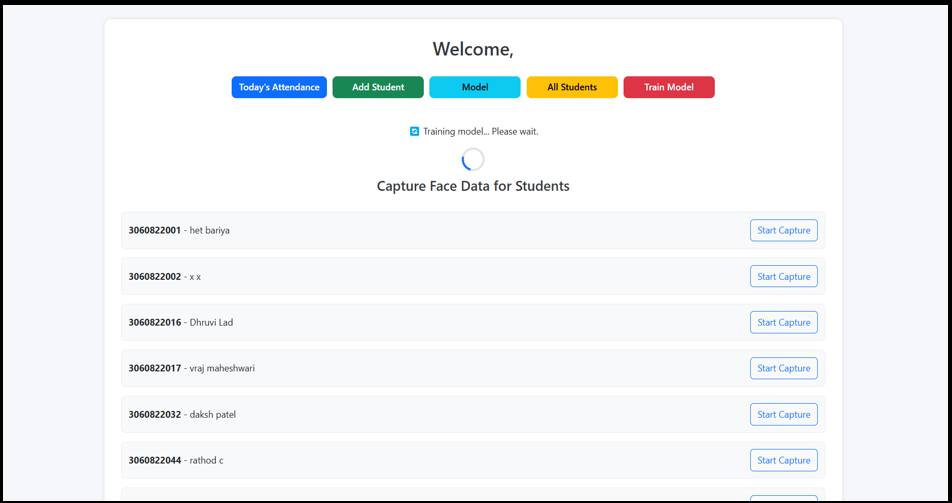 Welcome,
Today's Attendance Add Student Model All Students Train Model
Training model... Please wait.
Capture Face Data for Students
3060822001 - het bariya Start Capture
3060822002 - x x Start Capture
3060822016 - Dhruvi Lad Start Capture
3060822017 - vraj maheshwari Start Capture
3060822032 - daksh patel Start Capture
3060822044 - rathod c Start Capture